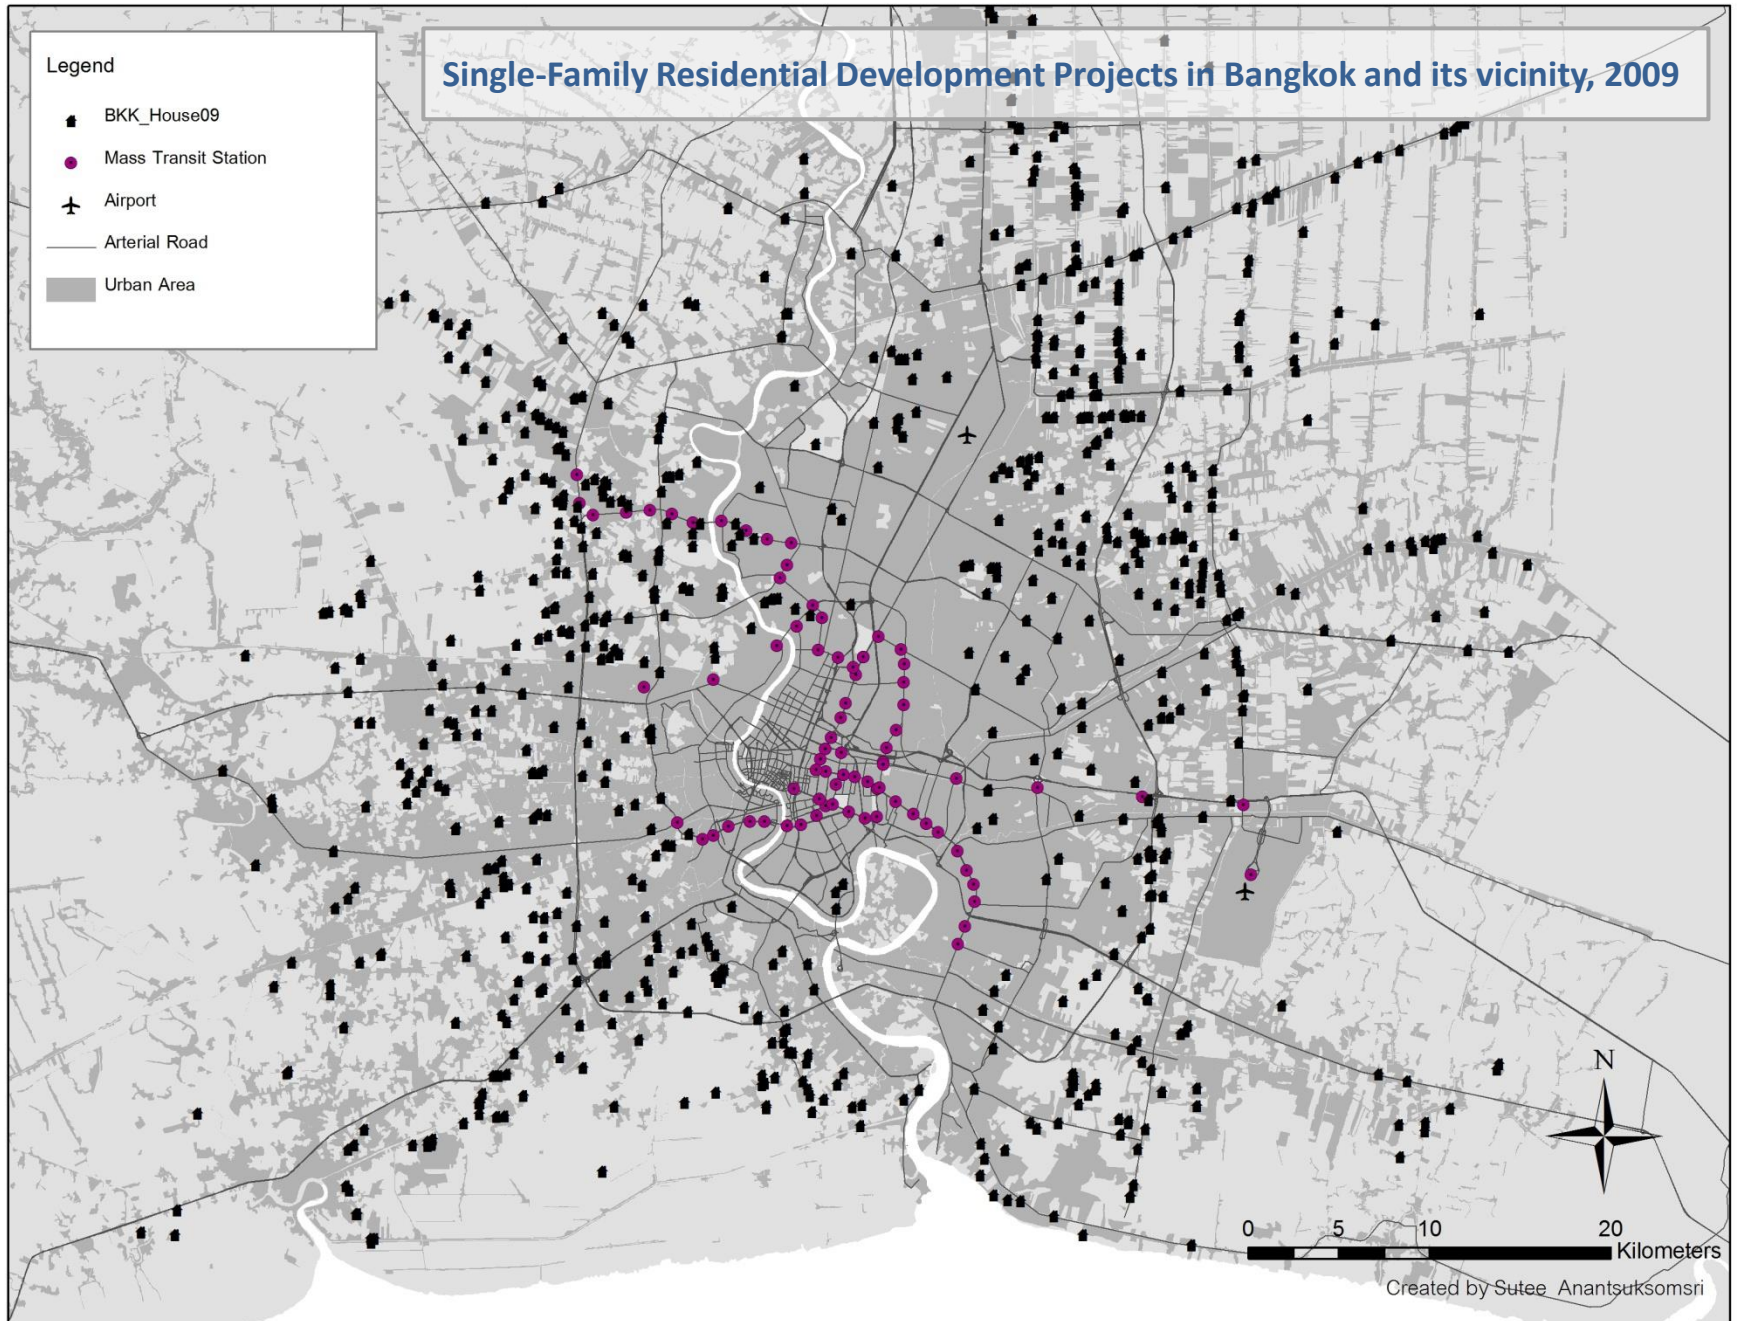 Single-Family Residential Development Projects in Bangkok and its vicinity, 2009
Legend
BKK_House09
Mass Transit Station
Airport
Arterial Road
Urban Area
N
0 5 10 20
Kilometers
Created by Sutee Anantsuksomsri